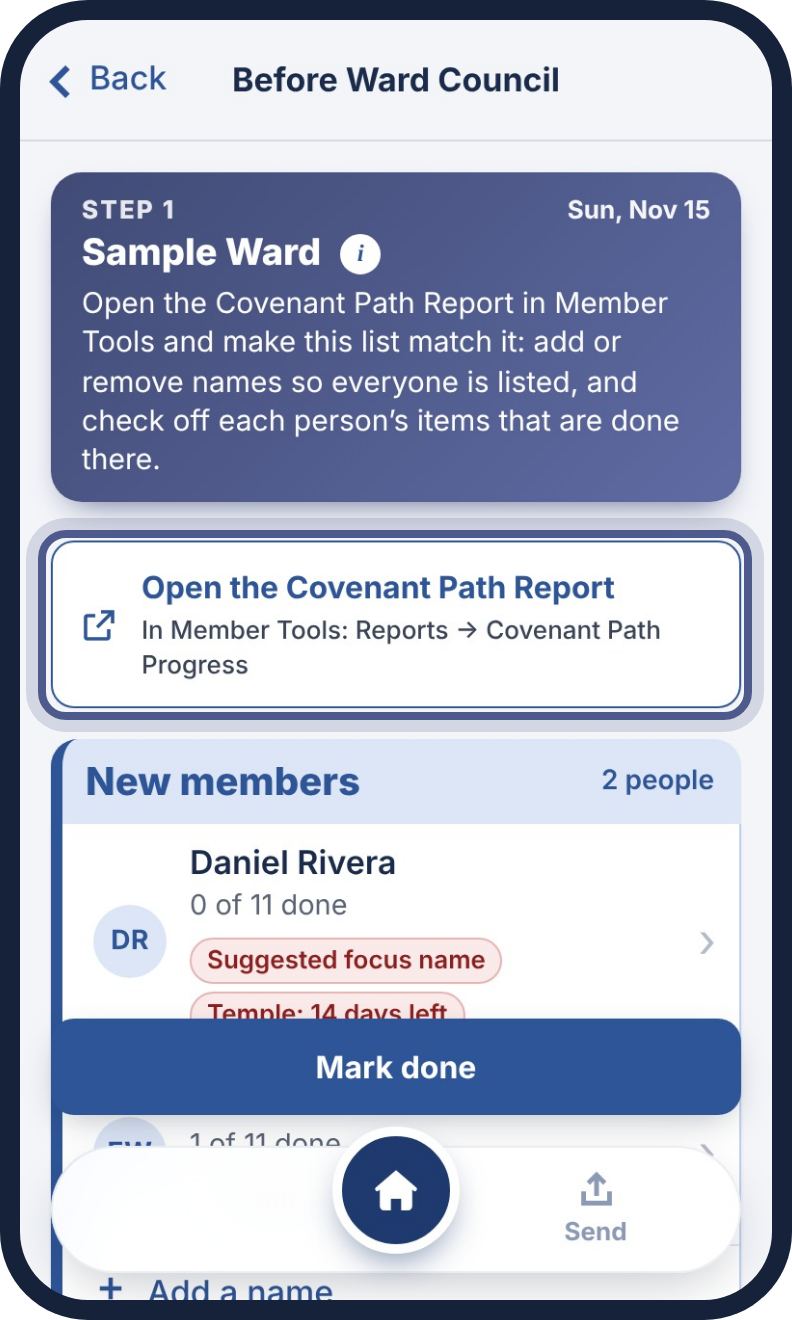 Back
Before Ward Council
STEP 1
Sun, Nov 15
Sample Ward
i
Open the Covenant Path Report in Member
Tools and make this list match it: add or
remove names so everyone is listed, and
check off each person’s items that are done
there.
Open the Covenant Path Report
In Member Tools: Reports → Covenant Path
Progress
New members
2 people
Daniel Rivera
0 of 11 done
DR
Suggested focus name
Temple: 14 days left
Mark done
EW
1 of 11 done
Send
+ Add a name